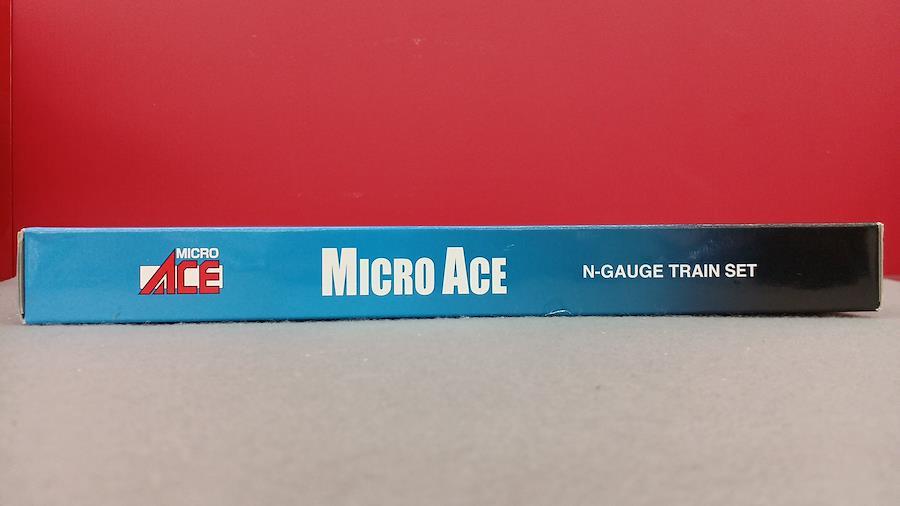 MICRO
ACE
MICRO ACE
N-GAUGE TRAIN SET